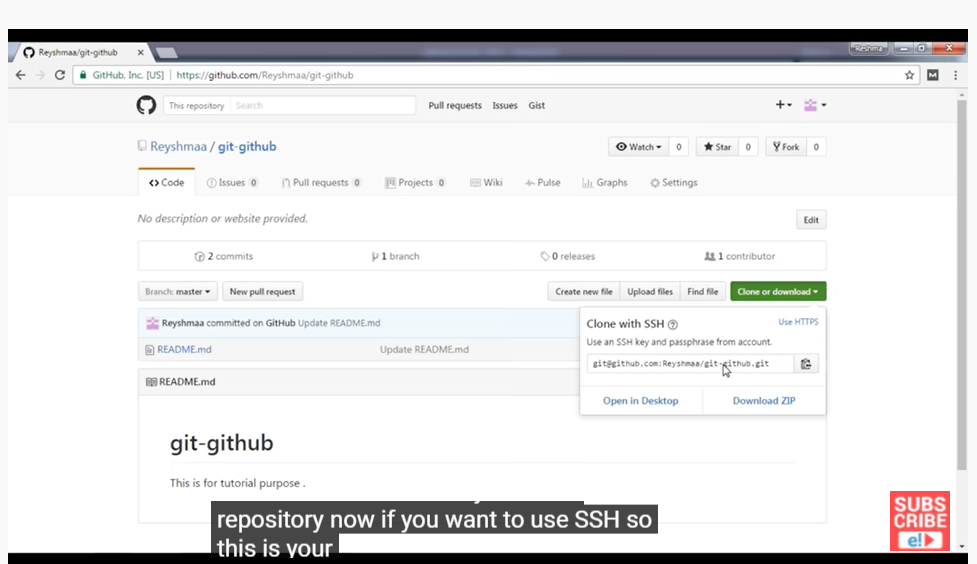 Reyshmaa/git-github
Reshma
GitHub, Inc. [US] | https://github.com/Reyshmaa/git-github
This repository Search Pull requests Issues Gist
Reyshmaa / git-github
Watch 0 Star 0 Fork 0
Code Issues 0 Pull requests 0 Projects 0 Wiki Pulse Graphs Settings
No description or website provided. Edit
2 commits 1 branch 0 releases 1 contributor
Branch: master New pull request Create new file Upload files Find file Clone or download
Reyshmaa committed on GitHub Update README.md
README.md Update README.md
README.md
Clone with SSH Use HTTPS
Use an SSH key and passphrase from account.
git@github.com:Reyshmaa/git-github.git
Open in Desktop Download ZIP
git-github
This is for tutorial purpose .
repository now if you want to use SSH so
this is your
SUBS
CRIBE
e!